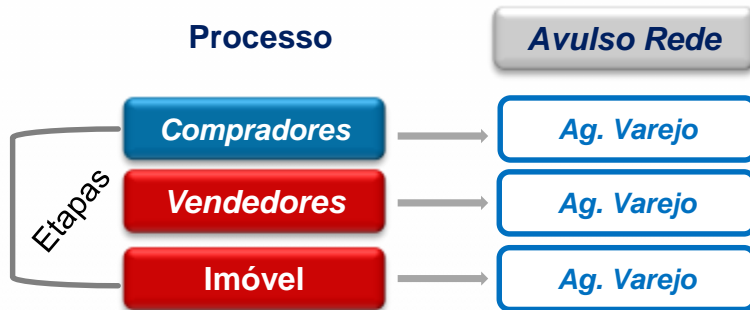 Processo
Avulso Rede
Etapas
Compradores
Ag. Varejo
Vendedores
Ag. Varejo
Imóvel
Ag. Varejo